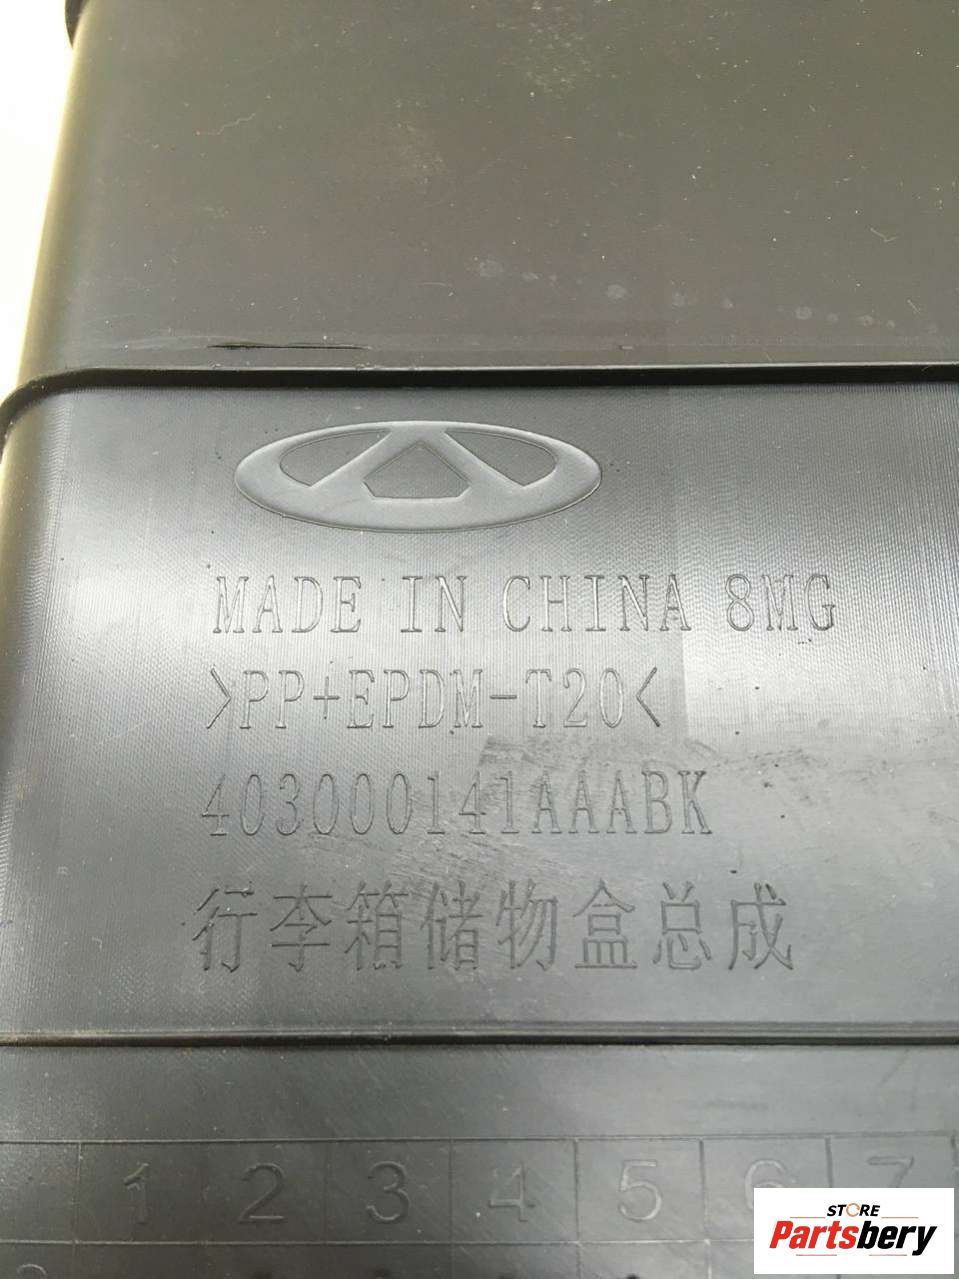 MADE IN CHINA 8MG
>PP+EPDM-T20<
403000141AAABK
行李箱储物盒总成
1 2 3 4 5 6 7
STORE
Partsbery